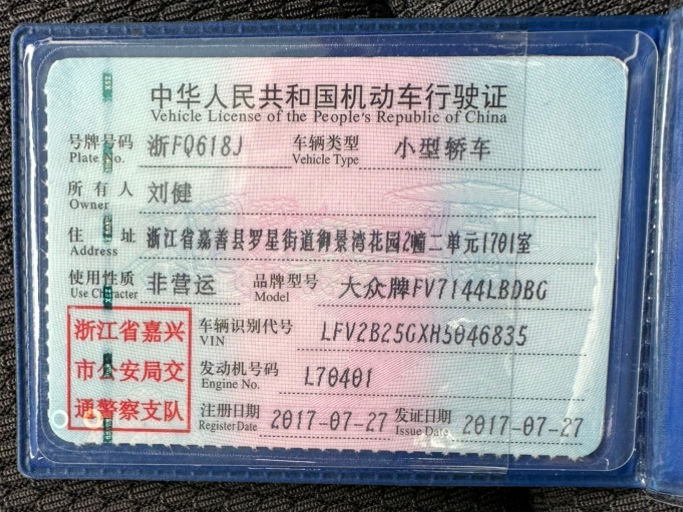 中华人民共和国机动车行驶证
Vehicle License of the People's Republic of China
号牌号码 浙FQ618J 车辆类型 小型轿车
Plate No. Vehicle Type
所有人 刘健
Owner
住址 浙江省嘉善县罗星街道御景湾花园2幢二单元1701室
Address
使用性质 非营运 品牌型号 大众牌FV7144LBDBG
Use Character Model
浙江省嘉兴
市公安局交
通警察支队
车辆识别代号 LFV2B25GXH5046835
VIN
发动机号码 L70401
Engine No.
注册日期 2017-07-27 发证日期 2017-07-27
Register Date Issue Date